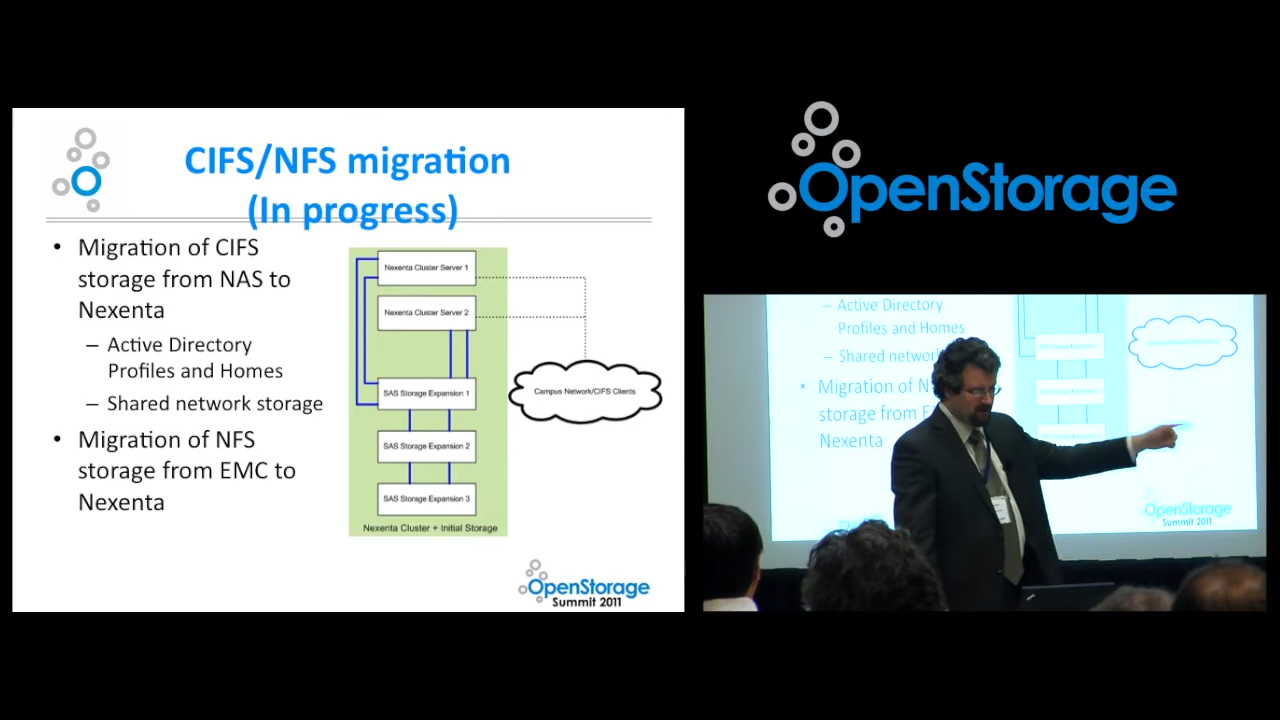 CIFS/NFS migration
(In progress)
• Migration of CIFS
storage from NAS to
Nexenta
– Active Directory
Profiles and Homes
– Shared network storage
• Migration of NFS
storage from EMC to
Nexenta
Nexenta Cluster Server 1
Nexenta Cluster Server 2
SAS Storage Expansion 1
SAS Storage Expansion 2
SAS Storage Expansion 3
Nexenta Cluster + Initial Storage
Campus Network/CIFS Clients
OpenStorage
Summit 2011
OpenStorage
– Active Directory
Profiles and Homes
– Shared network
• Migration of N
storage from E
Nexenta
OpenStorage
Summit 2011